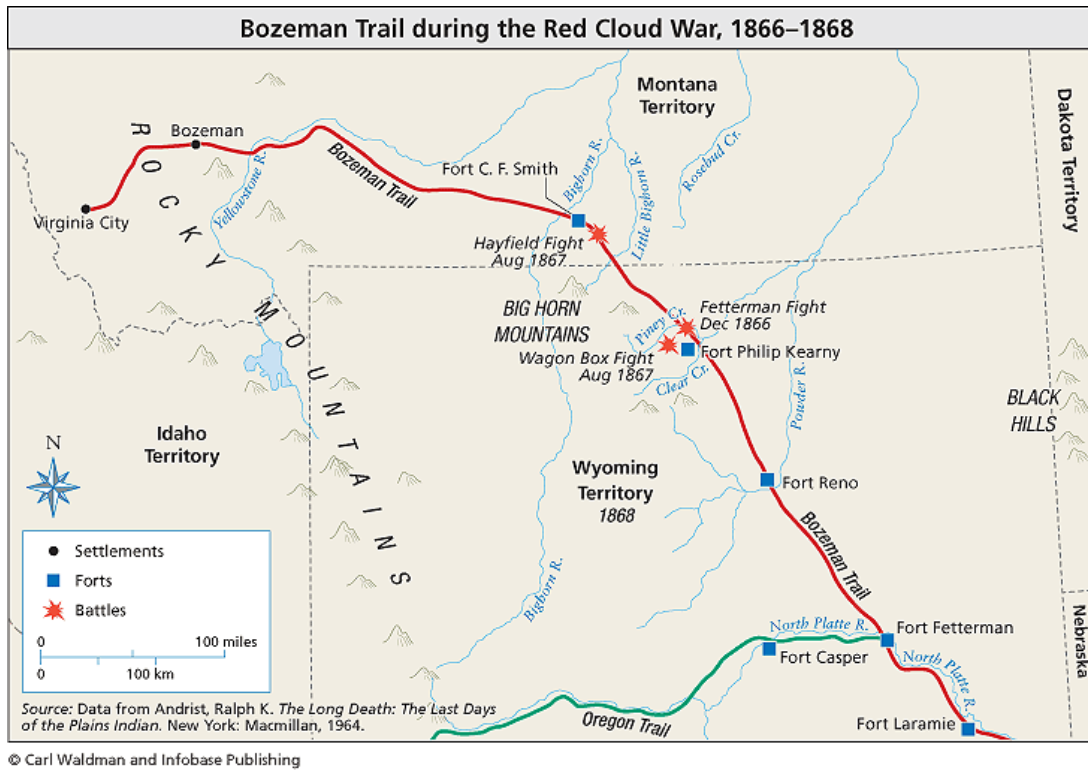 Bozeman Trail during the Red Cloud War, 1866–1868
Montana
Territory
Dakota Territory
ROCKY MOUNTAINS
Bozeman
Virginia City
Yellowstone R.
Bozeman Trail
Fort C. F. Smith
Bighorn R.
Little Bighorn R.
Rosebud Cr.
Hayfield Fight
Aug 1867
BIG HORN
MOUNTAINS
Piney Cr.
Fetterman Fight
Dec 1866
Wagon Box Fight
Aug 1867
Fort Philip Kearny
Clear Cr.
Powder R.
BLACK
HILLS
Idaho
Territory
N
Wyoming
Territory
1868
Fort Reno
Bozeman Trail
Bighorn R.
Settlements
Forts
Battles
0 100 miles
0 100 km
North Platte R.
Fort Fetterman
Fort Casper
North Platte R.
Nebraska
Oregon Trail
Fort Laramie
Source: Data from Andrist, Ralph K. The Long Death: The Last Days
of the Plains Indian. New York: Macmillan, 1964.
© Carl Waldman and Infobase Publishing